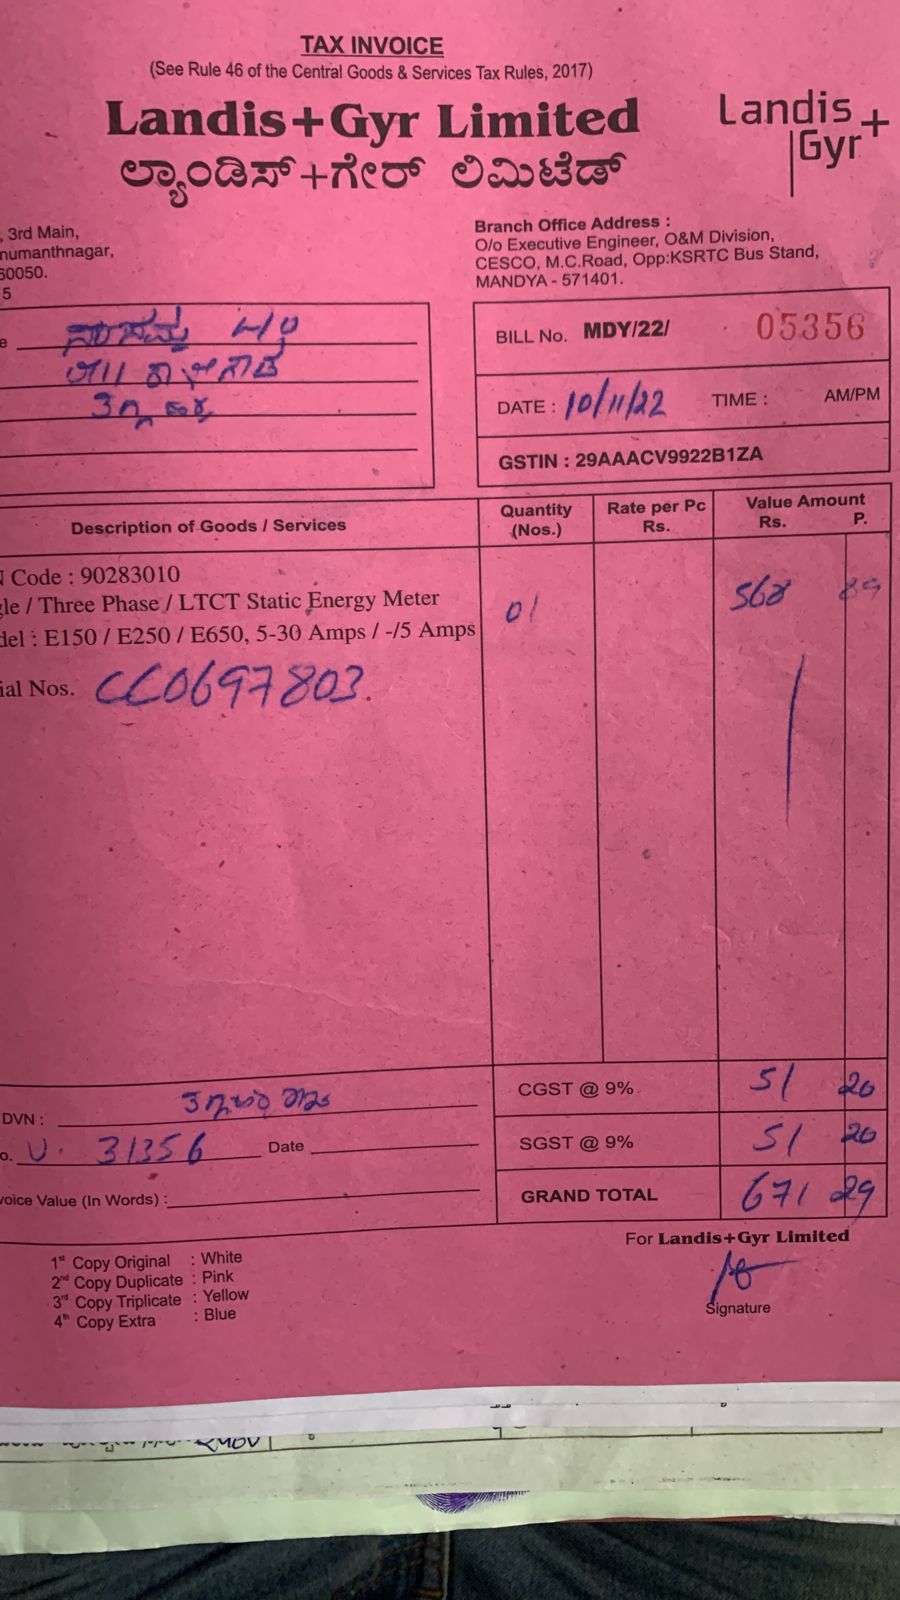 TAX INVOICE
(See Rule 46 of the Central Goods & Services Tax Rules, 2017)
Landis+Gyr Limited
ಲ್ಯಾಂಡಿಸ್+ಗೇರ್ ಲಿಮಿಟೆಡ್
Landis
Gyr+
, 3rd Main,
numanthnagar,
60050.
5
Branch Office Address :
O/o Executive Engineer, O&M Division,
CESCO, M.C.Road, Opp:KSRTC Bus Stand,
MANDYA - 571401.
BILL No. MDY/22/ 05356
DATE : 10/11/22 TIME : AM/PM
GSTIN : 29AAACV9922B1ZA
Description of Goods / Services
Quantity (Nos.)
Rate per Pc Rs.
Value Amount
Rs. P.
Code : 90283010
gle / Three Phase / LTCT Static Energy Meter
del : E150 / E250 / E650, 5-30 Amps / -/5 Amps
01 568 89
ial Nos. CC0697803.
DVN :
CGST @ 9% 51 20
o. U. 31356 Date
SGST @ 9% 51 20
voice Value (In Words) :
GRAND TOTAL 671 29
For Landis+Gyr Limited
1st Copy Original : White
2nd Copy Duplicate : Pink
3rd Copy Triplicate : Yellow
4th Copy Extra : Blue
Signature